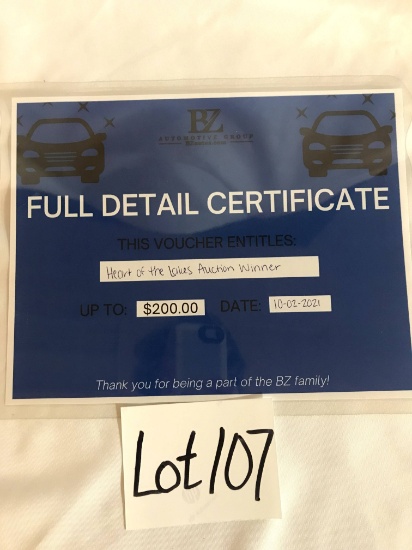 BZ
AUTOMOTIVE GROUP
FULL DETAIL CERTIFICATE
THIS VOUCHER ENTITLES:
Heart of the Lakes Auction Winner
UP TO: $200.00 DATE: 10-02-2021
Thank you for being a part of the BZ family!
Lot 107